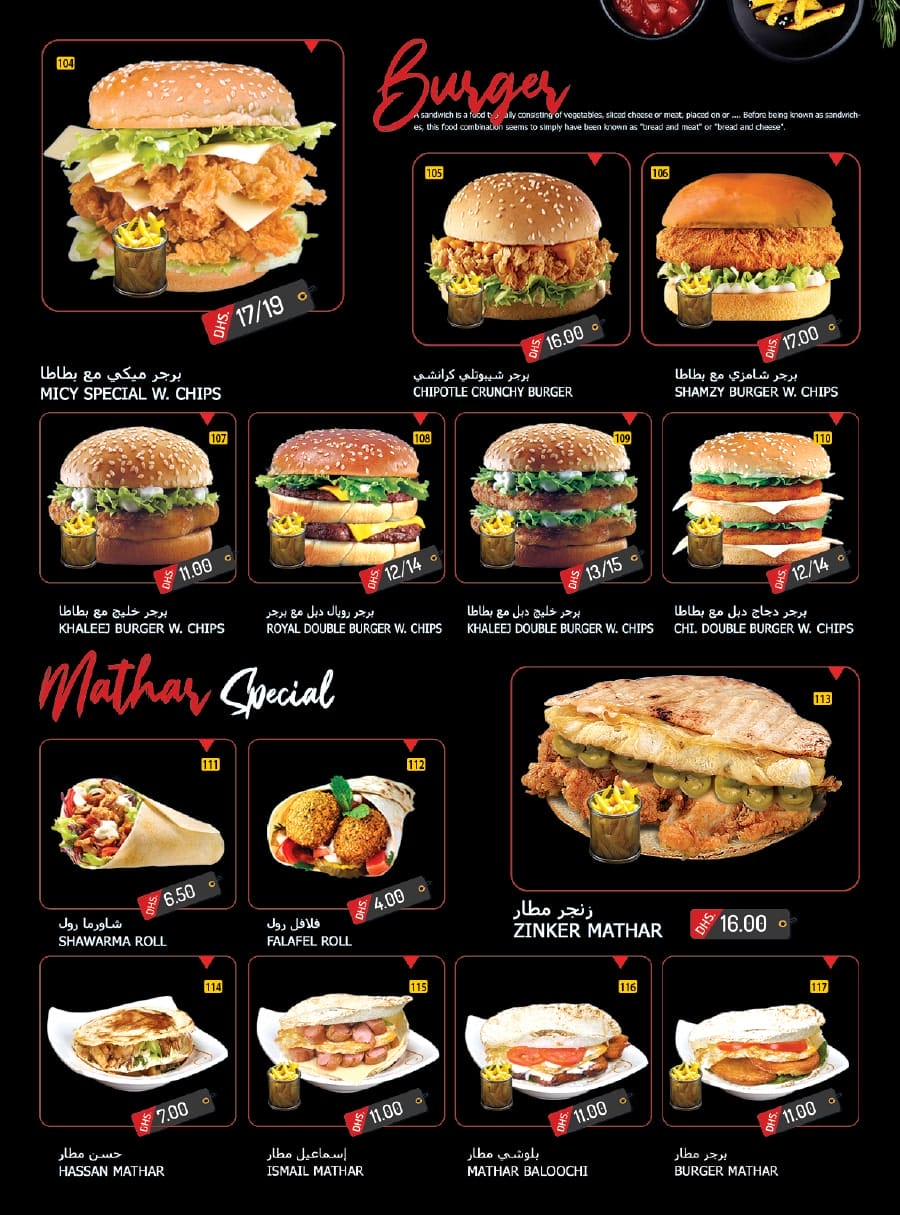 Burger
A sandwich is a food typically consisting of vegetables, sliced cheese or meat, placed on or .... Before being known as sandwich-
es, this food combination seems to simply have been known as "bread and meat" or "bread and cheese".
104
DHS. 17/19
برجر ميكي مع بطاطا
MICY SPECIAL W. CHIPS
105
DHS. 16.00
برجر شيبوتلي كرانشي
CHIPOTLE CRUNCHY BURGER
106
DHS. 17.00
برجر شامزي مع بطاطا
SHAMZY BURGER W. CHIPS
107
DHS. 11.00
برجر خليج مع بطاطا
KHALEEJ BURGER W. CHIPS
108
DHS. 12/14
برجر رويال دبل مع برجر
ROYAL DOUBLE BURGER W. CHIPS
109
DHS. 13/15
برجر خليج دبل مع بطاطا
KHALEEJ DOUBLE BURGER W. CHIPS
110
DHS. 12/14
برجر دجاج دبل مع بطاطا
CHI. DOUBLE BURGER W. CHIPS
Mathar Special
111
DHS. 6.50
شاورما رول
SHAWARMA ROLL
112
DHS. 4.00
فلافل رول
FALAFEL ROLL
113
زنجر مطار
ZINKER MATHAR
DHS. 16.00
114
DHS. 7.00
حسن مطار
HASSAN MATHAR
115
DHS. 11.00
إسماعيل مطار
ISMAIL MATHAR
116
DHS. 11.00
بلوشي مطار
MATHAR BALOOCHI
117
DHS. 11.00
برجر مطار
BURGER MATHAR